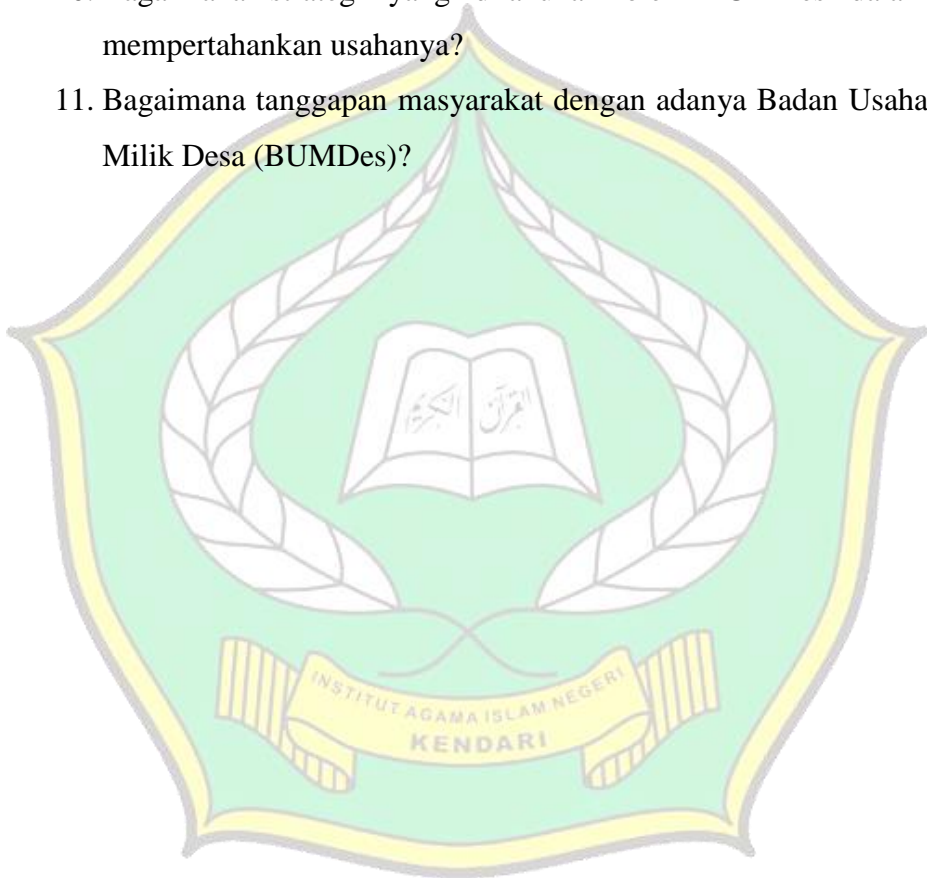 mempertahankan usahanya?
11. Bagaimana tanggapan masyarakat dengan adanya Badan Usaha
Milik Desa (BUMDes)?
القرآن الكريم
INSTITUT AGAMA ISLAM NEGERI
KENDARI